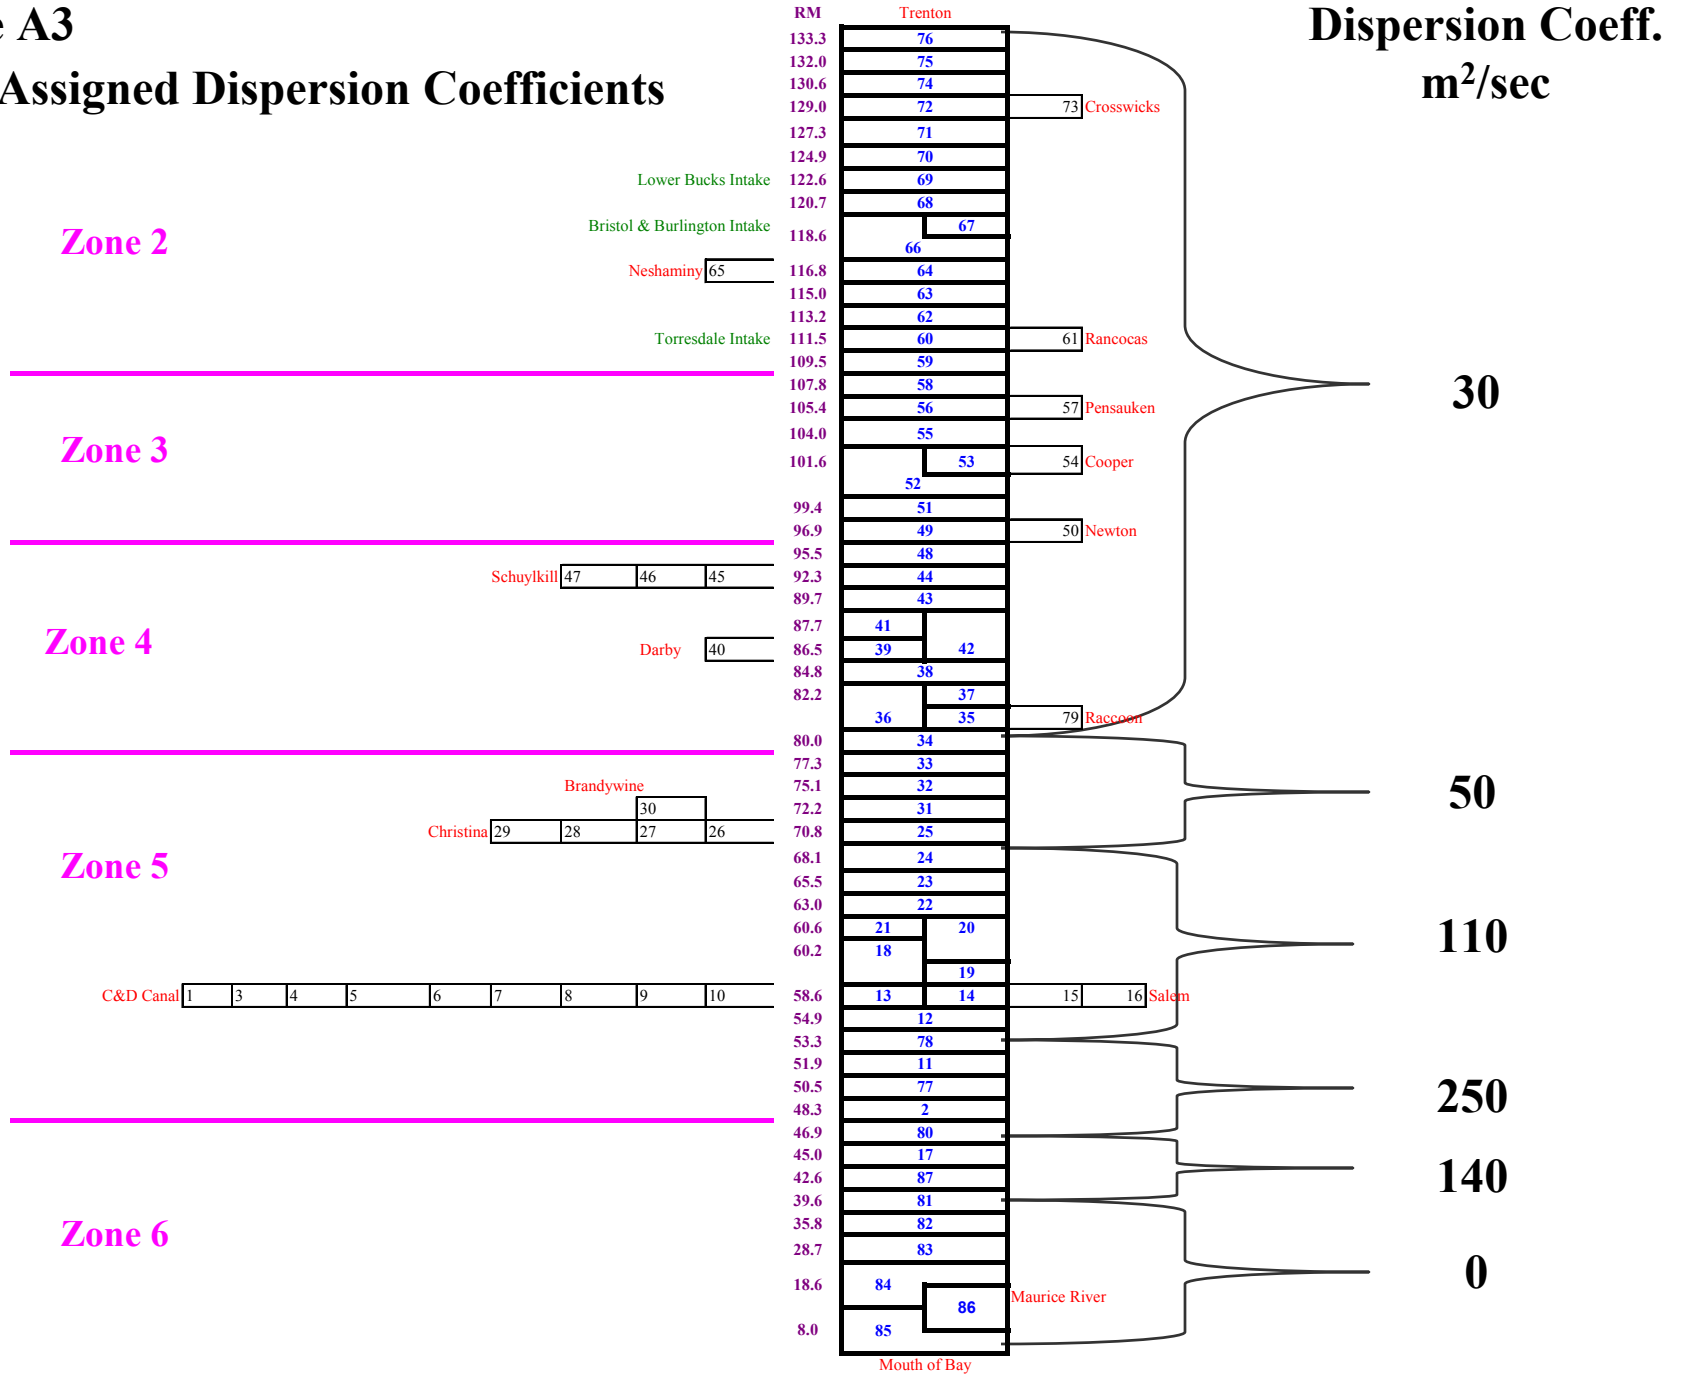 e A3
Assigned Dispersion Coefficients
Dispersion Coeff.
m²/sec
RM
Trenton
133.3 76
132.0 75
130.6 74
129.0 72 73 Crosswicks
127.3 71
124.9 70
Lower Bucks Intake 122.6 69
120.7 68
Bristol & Burlington Intake 118.6 67
66
Zone 2
Neshaminy 65 116.8 64
115.0 63
113.2 62
Torresdale Intake 111.5 60 61 Rancocas
109.5 59
107.8 58
30
105.4 56 57 Pensauken
104.0 55
Zone 3
101.6 53 54 Cooper
52
99.4 51
96.9 49 50 Newton
95.5 48
Schuylkill 47 46 45 92.3 44
89.7 43
87.7 41
Zone 4
Darby 40 86.5 39 42
84.8 38
82.2 37
36 35 79 Raccoon
80.0 34
77.3 33
Brandywine 75.1 32
50
30 72.2 31
Christina 29 28 27 26 70.8 25
Zone 5
68.1 24
65.5 23
63.0 22
60.6 21 20
110
60.2 18
19
C&D Canal 1 3 4 5 6 7 8 9 10 58.6 13 14 15 16 Salem
54.9 12
53.3 78
51.9 11
50.5 77
250
48.3 2
46.9 80
45.0 17
42.6 87
140
39.6 81
35.8 82
Zone 6
28.7 83
0
18.6 84
Maurice River
86
8.0 85
Mouth of Bay